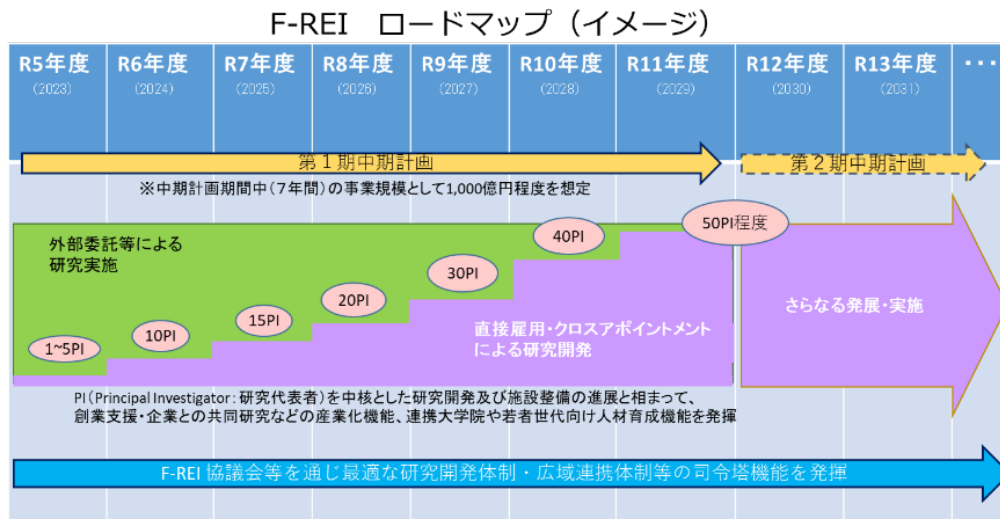 F-REI ロードマップ（イメージ）
R5年度 R6年度 R7年度 R8年度 R9年度 R10年度 R11年度 R12年度 R13年度 ・・・
(2023) (2024) (2025) (2026) (2027) (2028) (2029) (2030) (2031)
第１期中期計画 第２期中期計画
※中期計画期間中（７年間）の事業規模として1,000億円程度を想定
外部委託等による
研究実施
1~5PI
10PI
15PI
20PI
30PI
40PI
50PI程度
直接雇用・クロスアポイントメント
による研究開発
さらなる発展・実施
PI（Principal Investigator：研究代表者）を中核とした研究開発及び施設整備の進展と相まって、
創業支援・企業との共同研究などの産業化機能、連携大学院や若者世代向け人材育成機能を発揮
F-REI 協議会等を通じ最適な研究開発体制・広域連携体制等の司令塔機能を発揮